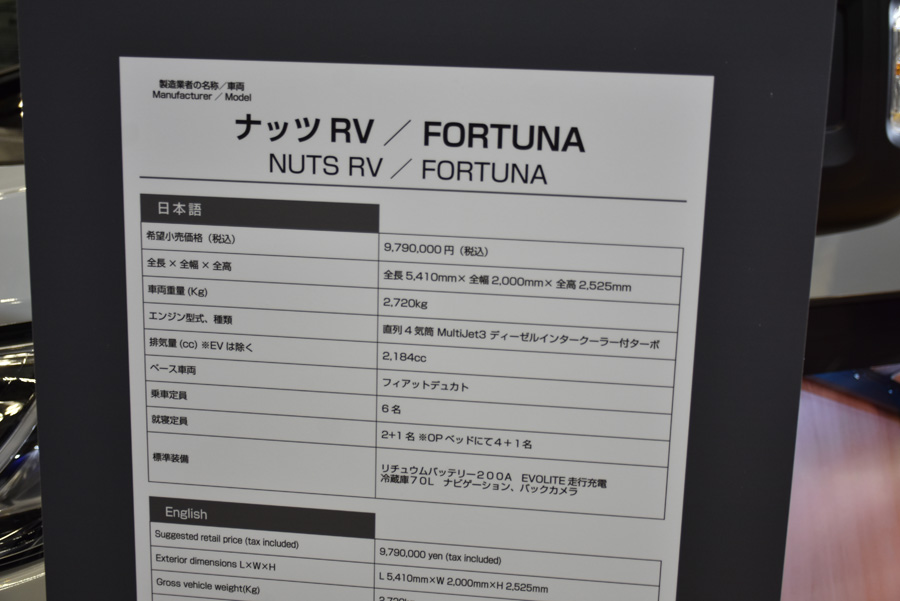 製造業者の名称／車両
Manufacturer ／ Model
ナッツ RV ／ FORTUNA
NUTS RV ／ FORTUNA
日本語
希望小売価格（税込） 9,790,000 円（税込）
全長 × 全幅 × 全高 全長 5,410mm× 全幅 2,000mm× 全高 2,525mm
車両重量 (Kg) 2,720kg
エンジン型式、種類 直列 4 気筒 MultiJet3 ディーゼルインタークーラー付ターボ
排気量 (cc) ※EV は除く 2,184cc
ベース車両 フィアットデュカト
乗車定員 6 名
就寝定員 2+1 名 ※OP ベッドにて４＋１名
標準装備 リチュウムバッテリー２００A　EVOLITE 走行充電
冷蔵庫７０L　ナビゲーション、バックカメラ
English
Suggested retail price (tax included) 9,790,000 yen (tax included)
Exterior dimensions L×W×H L 5,410mm×W 2,000mm×H 2,525mm
Gross vehicle weight(Kg) 2,720kg